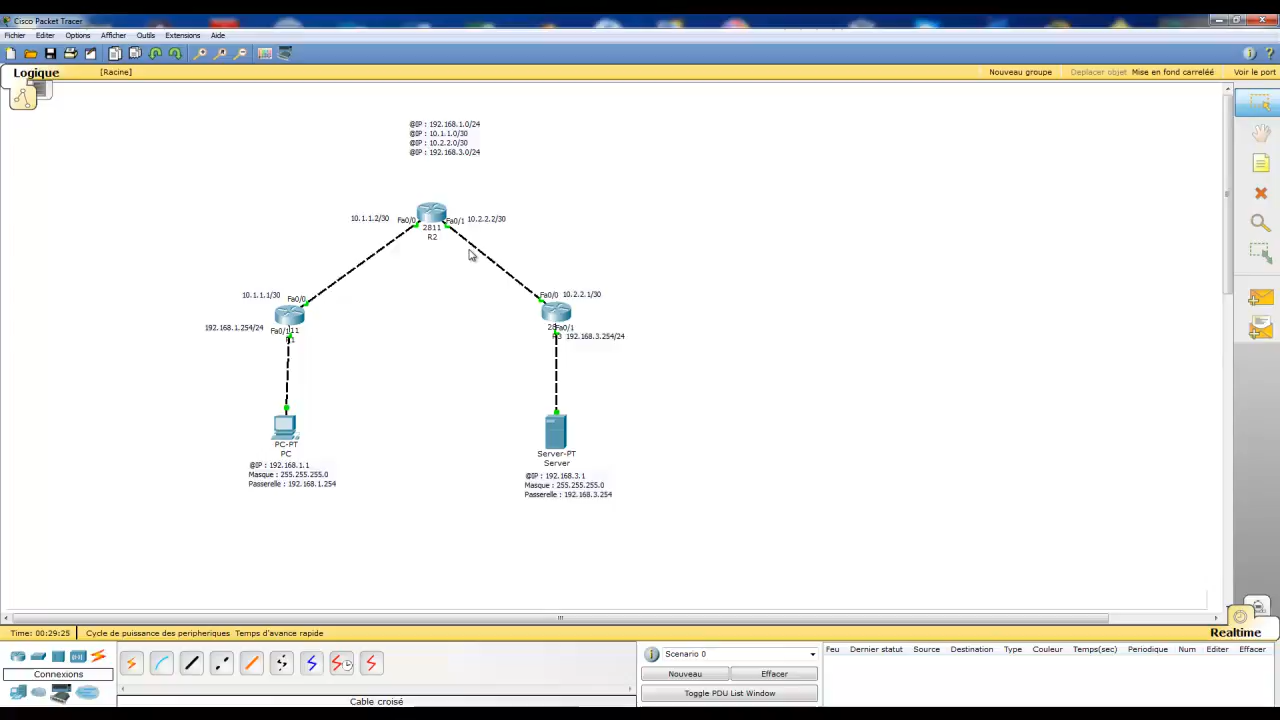 Cisco Packet Tracer
Fichier Editer Options Afficher Outils Extensions Aide
Logique [Racine] Nouveau groupe Deplacer objet Mise en fond carreléé Voir le port
@IP : 192.168.1.0/24
@IP : 10.1.1.0/30
@IP : 10.2.2.0/30
@IP : 192.168.3.0/24
10.1.1.2/30 Fa0/0 Fa0/1 10.2.2.2/30
2811
R2
10.1.1.1/30 Fa0/0 Fa0/0 10.2.2.1/30
192.168.1.254/24 Fa0/1 11 28 Fa0/1
192.168.3.254/24
PC-PT
PC
@IP : 192.168.1.1
Masque : 255.255.255.0
Passerelle : 192.168.1.254
Server-PT
Server
@IP : 192.168.3.1
Masque : 255.255.255.0
Passerelle : 192.168.3.254
Time: 00:29:25 Cycle de puissance des peripheriques Temps d'avance rapide Realtime
Connexions
Cable croisé
Scenario 0
Nouveau Effacer
Toggle PDU List Window
Feu Dernier statut Source Destination Type Couleur Temps(sec) Periodique Num Editer Effacer